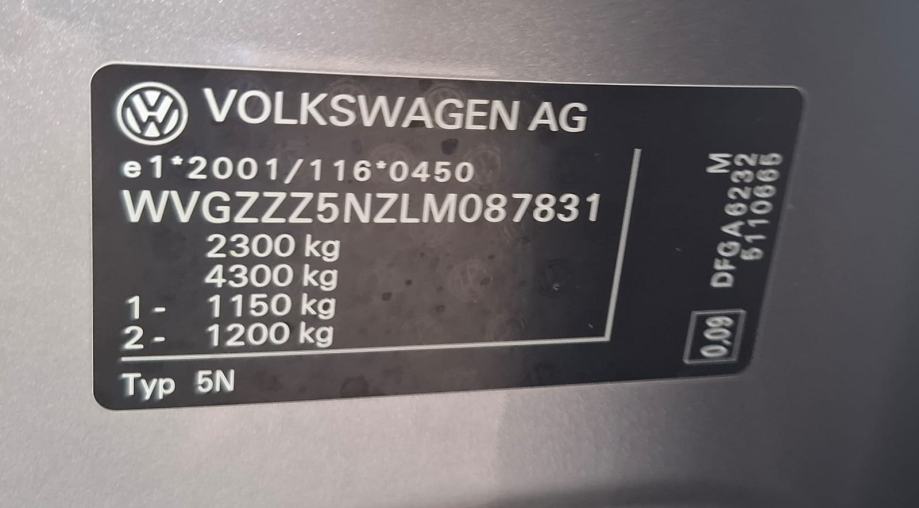 VOLKSWAGEN AG
e1*2001/116*0450
WVGZZZ5NZLM087831
2300 kg
4300 kg
1 - 1150 kg
2 - 1200 kg
Typ 5N
M
DFGA6232
5110665
0,09